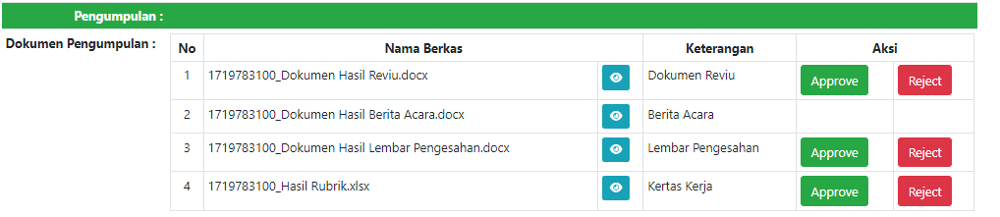 Pengumpulan :
Dokumen Pengumpulan :
No Nama Berkas Keterangan Aksi
1 1719783100_Dokumen Hasil Reviu.docx Dokumen Reviu Approve Reject
2 1719783100_Dokumen Hasil Berita Acara.docx Berita Acara
3 1719783100_Dokumen Hasil Lembar Pengesahan.docx Lembar Pengesahan Approve Reject
4 1719783100_Hasil Rubrik.xlsx Kertas Kerja Approve Reject